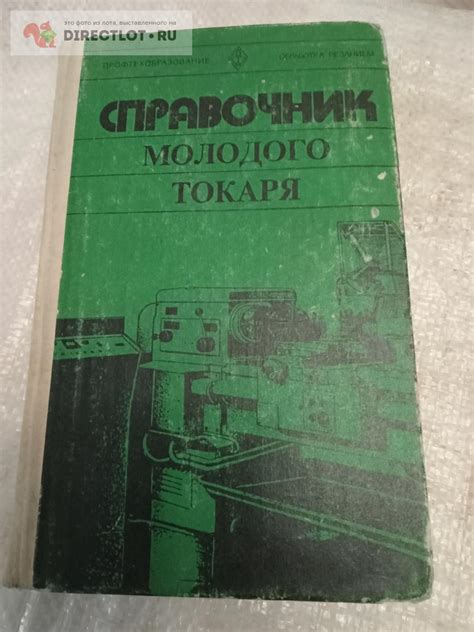 это фото из лота, выставленного на
DIRECTLOT.RU
ПРОФТЕХОБРАЗОВАНИЕ ОБРАБОТКА РЕЗАНИЕМ
СПРАВОЧНИК
МОЛОДОГО
ТОКАРЯ